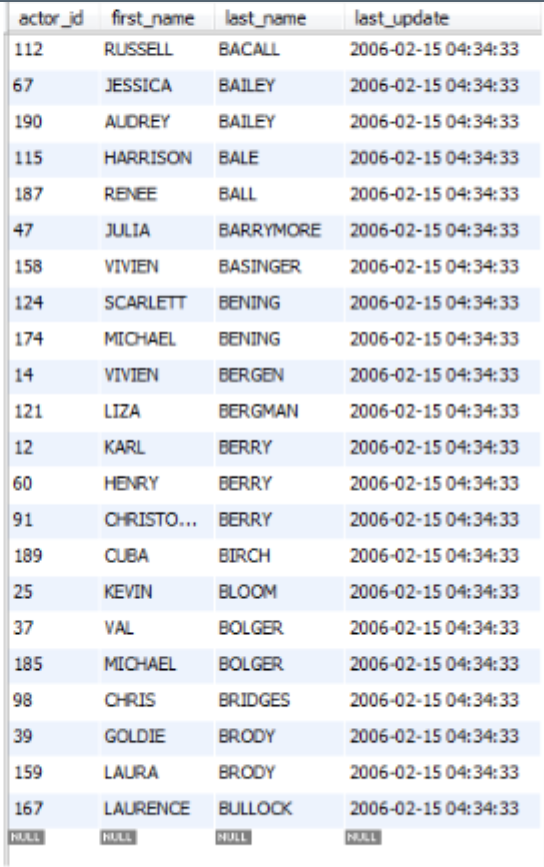 actor_id first_name last_name last_update
112 RUSSELL BACALL 2006-02-15 04:34:33
67 JESSICA BAILEY 2006-02-15 04:34:33
190 AUDREY BAILEY 2006-02-15 04:34:33
115 HARRISON BALE 2006-02-15 04:34:33
187 RENEE BALL 2006-02-15 04:34:33
47 JULIA BARRYMORE 2006-02-15 04:34:33
158 VIVIEN BASINGER 2006-02-15 04:34:33
124 SCARLETT BENING 2006-02-15 04:34:33
174 MICHAEL BENING 2006-02-15 04:34:33
14 VIVIEN BERGEN 2006-02-15 04:34:33
121 LIZA BERGMAN 2006-02-15 04:34:33
12 KARL BERRY 2006-02-15 04:34:33
60 HENRY BERRY 2006-02-15 04:34:33
91 CHRISTO... BERRY 2006-02-15 04:34:33
189 CUBA BIRCH 2006-02-15 04:34:33
25 KEVIN BLOOM 2006-02-15 04:34:33
37 VAL BOLGER 2006-02-15 04:34:33
185 MICHAEL BOLGER 2006-02-15 04:34:33
98 CHRIS BRIDGES 2006-02-15 04:34:33
39 GOLDIE BRODY 2006-02-15 04:34:33
159 LAURA BRODY 2006-02-15 04:34:33
167 LAURENCE BULLOCK 2006-02-15 04:34:33
NULL NULL NULL NULL